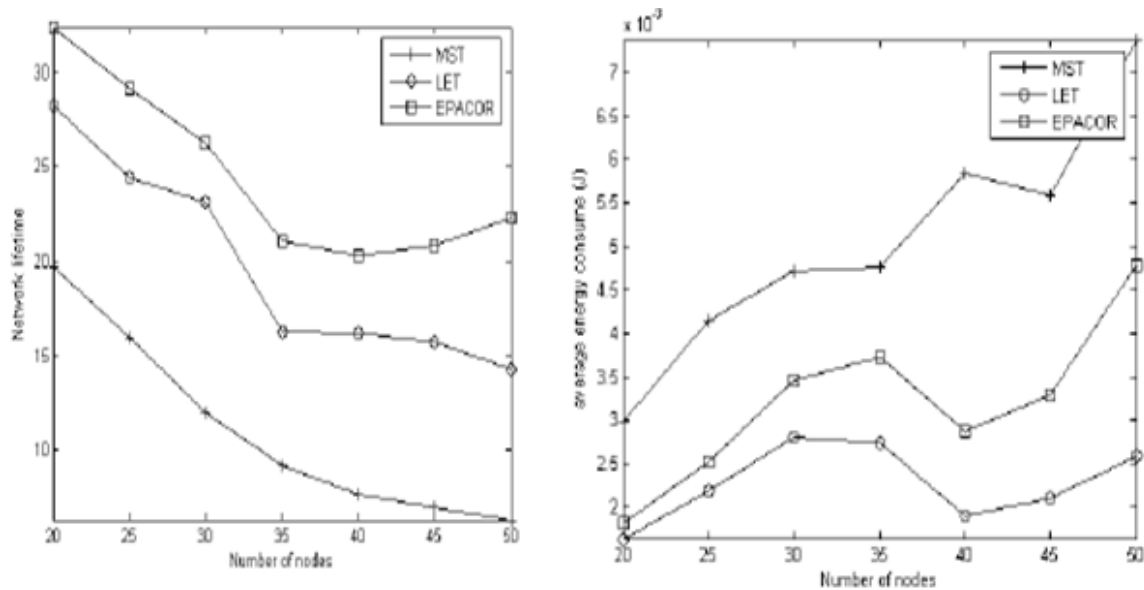 MST
LET
EPACOR
30
25
20
15
10
Network lifetime
20 25 30 35 40 45 50
Number of nodes
x 10⁻³
MST
LET
EPACOR
7
6.5
6
5.5
5
4.5
4
3.5
3
2.5
2
average energy consume (J)
20 25 30 35 40 45 50
Number of nodes